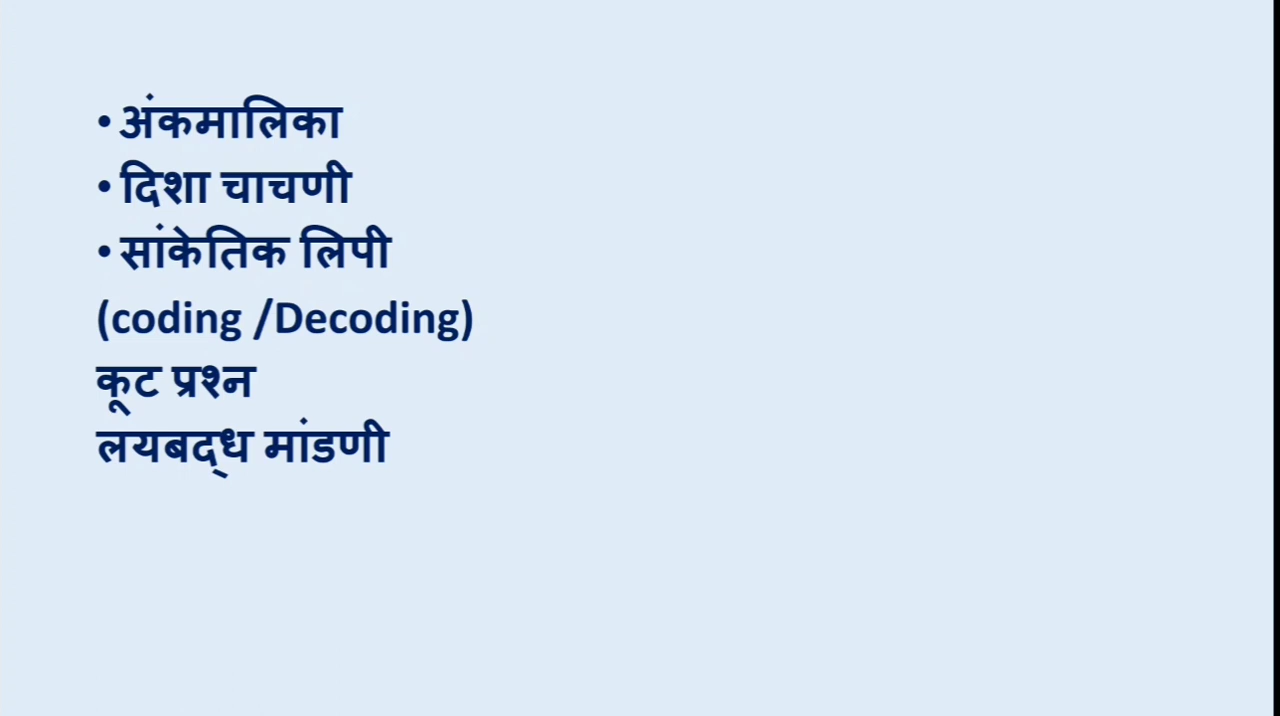 • अंकमालिका
• दिशा चाचणी
• सांकेतिक लिपी
(coding /Decoding)
कूट प्रश्न
लयबद्ध मांडणी